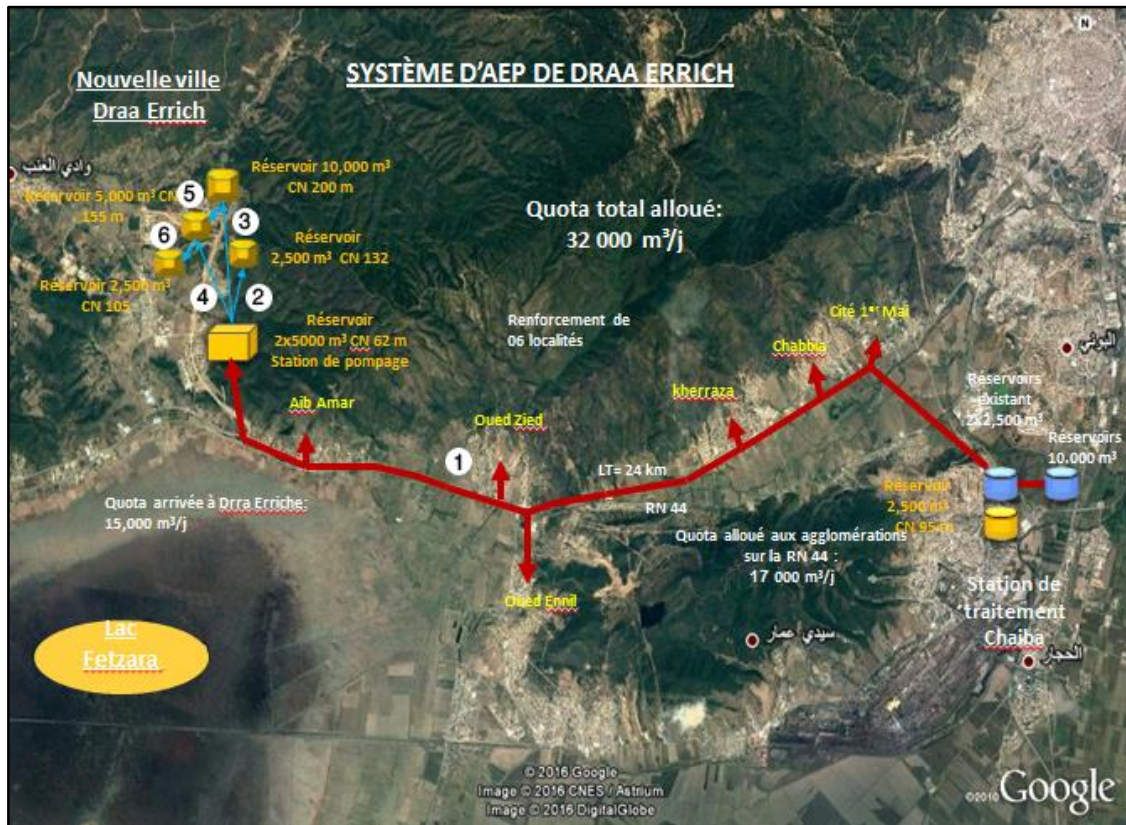 SYSTÈME D'AEP DE DRAA ERRICH
N
Nouvelle ville
Draa Errich
وادي العنب
Réservoir 10,000 m³
CN 200 m
5
Réservoir 5,000 m³ CN
155 m
3
6
Réservoir
2,500 m³ CN 132
Réservoir 2,500 m³
CN 105
4
2
Quota total alloué:
32 000 m³/j
Réservoir
2x5000 m³ CN 62 m
Station de pompage
Renforcement de
06 localités
Cité 1er Mai
Chabbia
البوني
kherraza
Aib Amar
Oued Zied
Réservoirs
existant
2x2,500 m³
Réservoirs
10.000 m³
1
LT= 24 km
RN 44
Réservoir
2,500 m³
CN 95 m
Quota arrivée à Drra Erriche:
15,000 m³/j
Quota alloué aux agglomérations
sur la RN 44 :
17 000 m³/j
Oued Ennil
Station de
traitement
Chaiba
Lac
Fetzara
سيدي عمار
الحجار
© 2016 Google
Image © 2016 CNES / Astrium
Image © 2016 DigitalGlobe
©2010 Google